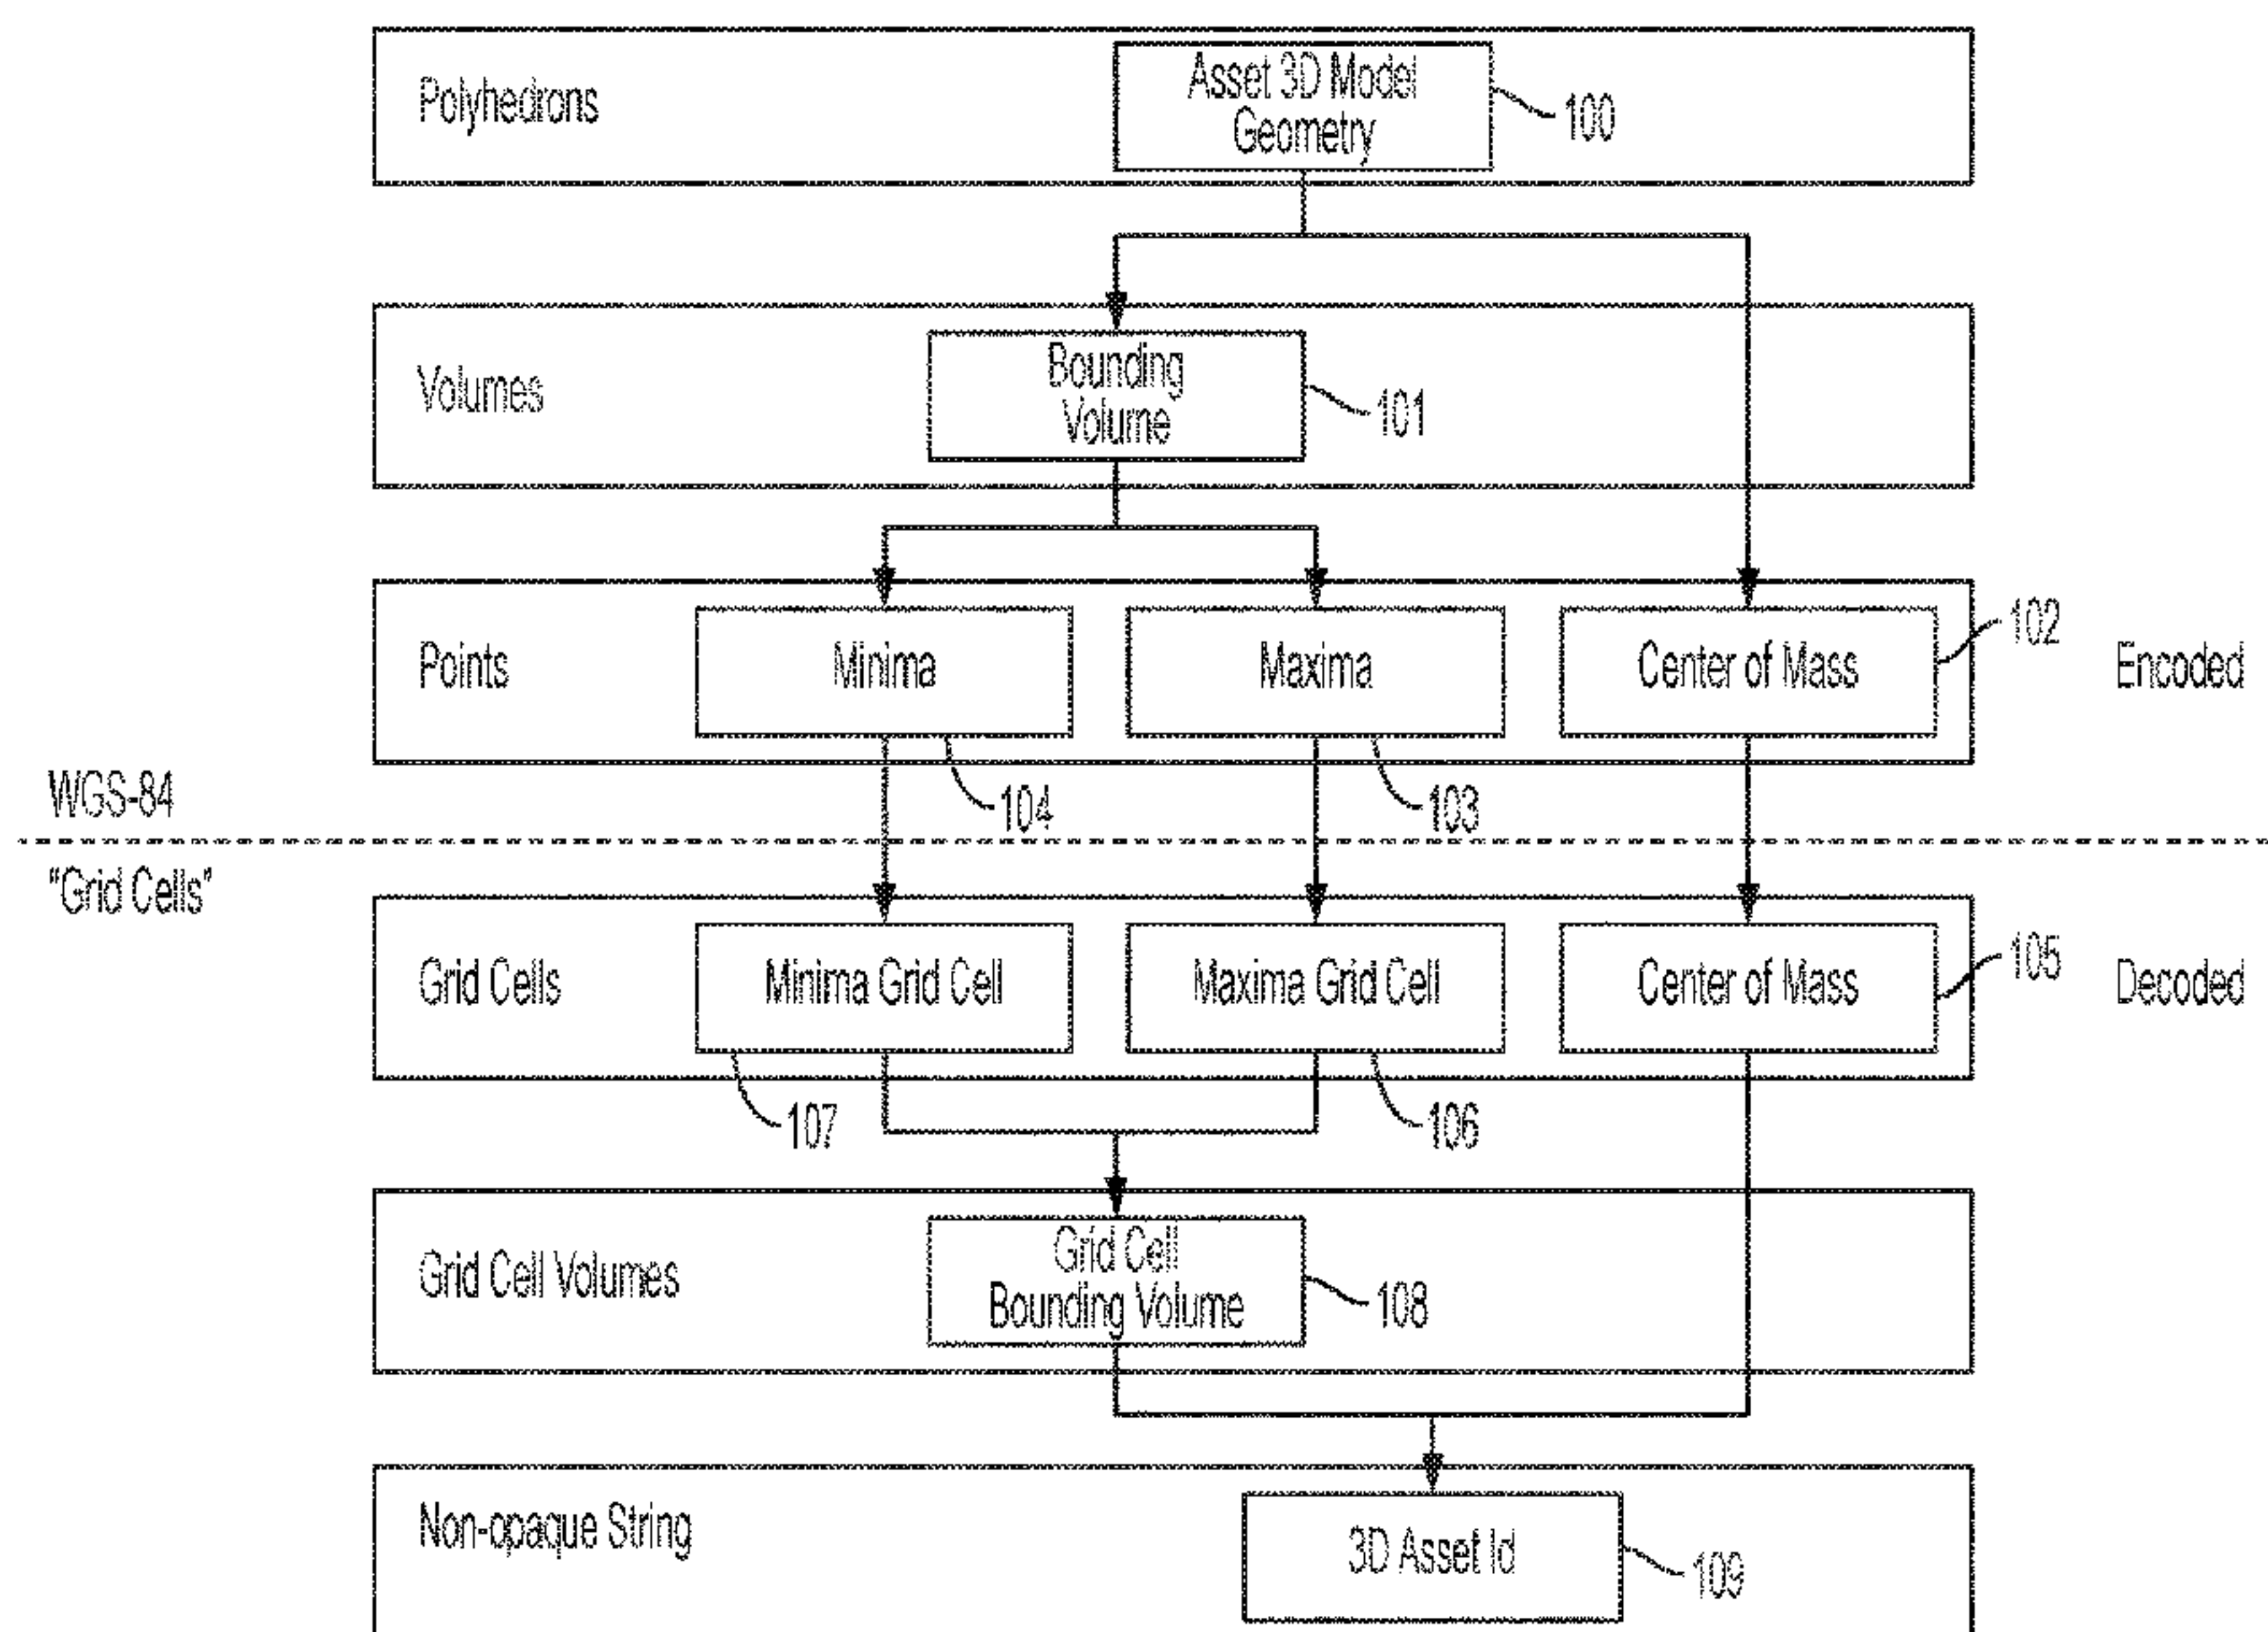 Polyhedrons
Asset 3D Model
Geometry
100
Volumes
Bounding
Volume
101
Points
Minima
Maxima
Center of Mass
102
Encoded
WGS-84
104
103
"Grid Cells"
Grid Cells
Minima Grid Cell
Maxima Grid Cell
Center of Mass
105
Decoded
107
106
Grid Cell Volumes
Grid Cell
Bounding Volume
108
Non-opaque String
3D Asset Id
109